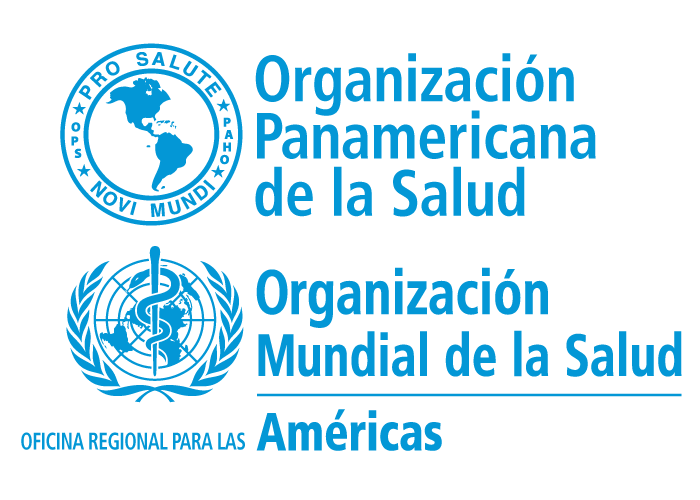 PRO SALUTE
OPS
PAHO
NOVI MUNDI
Organización
Panamericana
de la Salud
Organización
Mundial de la Salud
OFICINA REGIONAL PARA LAS Américas